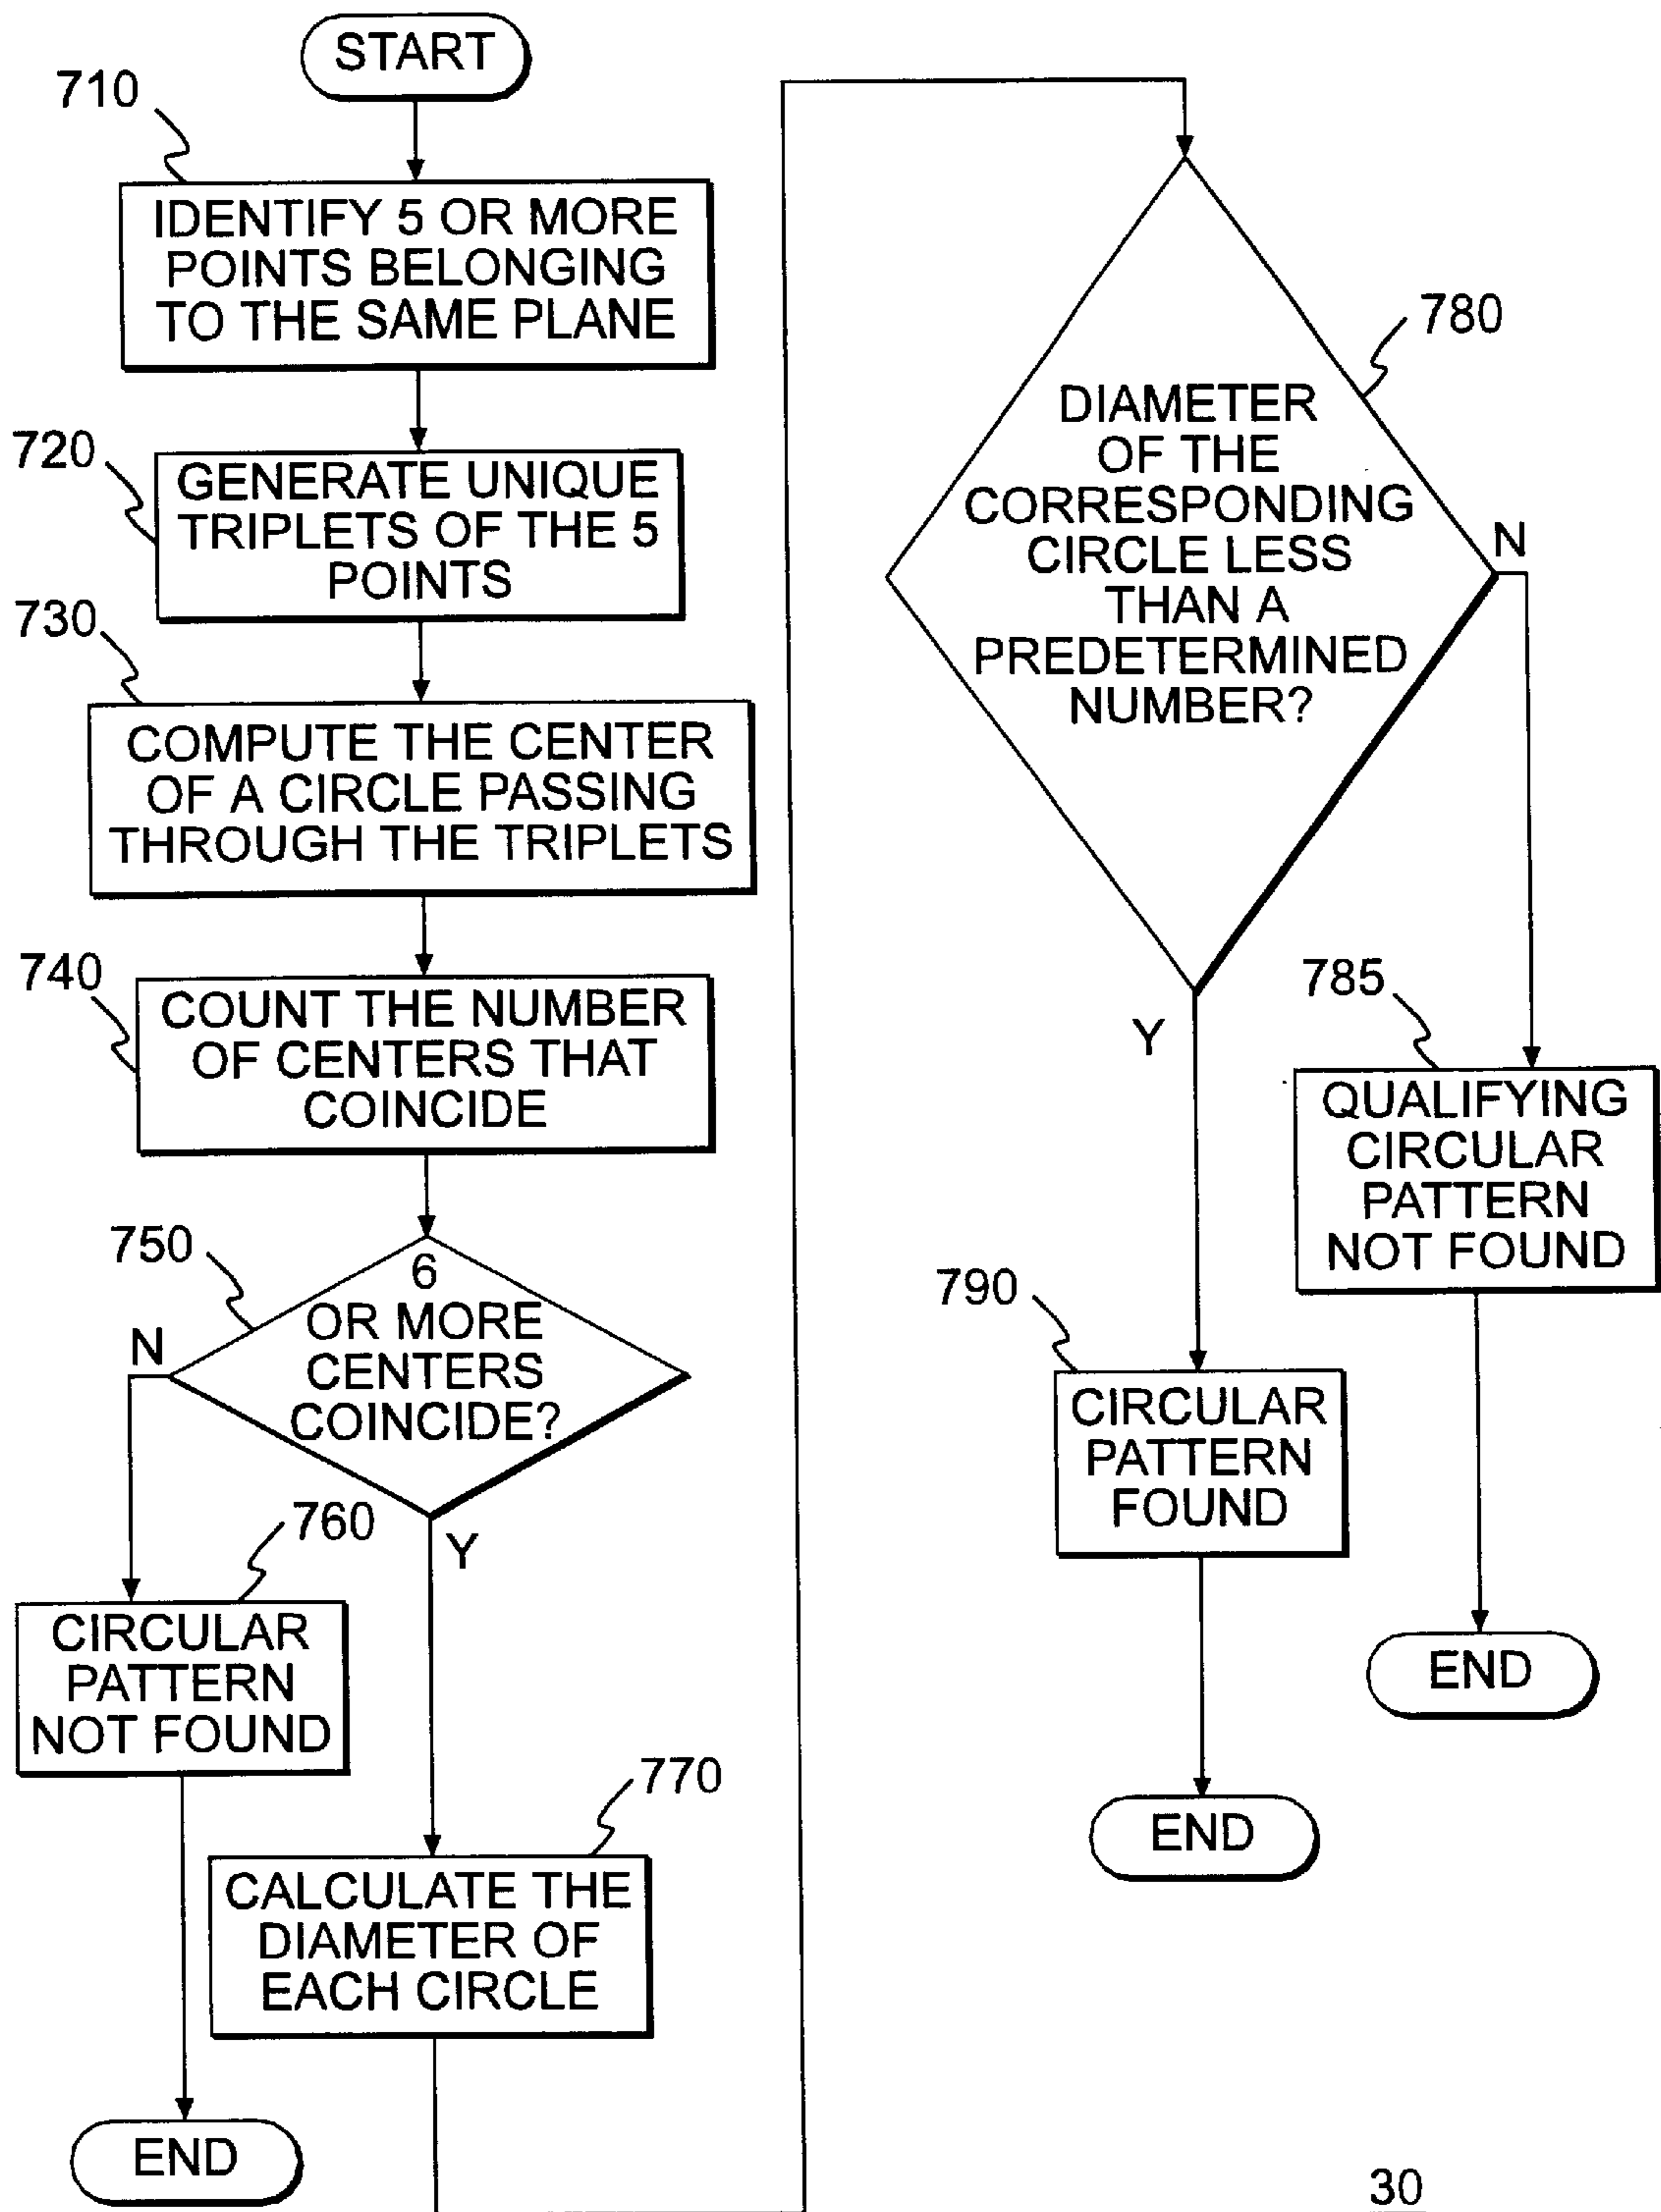 START
710
IDENTIFY 5 OR MORE
POINTS BELONGING
TO THE SAME PLANE
720
GENERATE UNIQUE
TRIPLETS OF THE 5
POINTS
730
COMPUTE THE CENTER
OF A CIRCLE PASSING
THROUGH THE TRIPLETS
740
COUNT THE NUMBER
OF CENTERS THAT
COINCIDE
750
6
OR MORE
CENTERS
COINCIDE?
N
Y
760
CIRCULAR
PATTERN
NOT FOUND
END
770
CALCULATE THE
DIAMETER OF
EACH CIRCLE
780
DIAMETER
OF THE
CORRESPONDING
CIRCLE LESS
THAN A
PREDETERMINED
NUMBER?
N
Y
785
QUALIFYING
CIRCULAR
PATTERN
NOT FOUND
END
790
CIRCULAR
PATTERN
FOUND
END
30